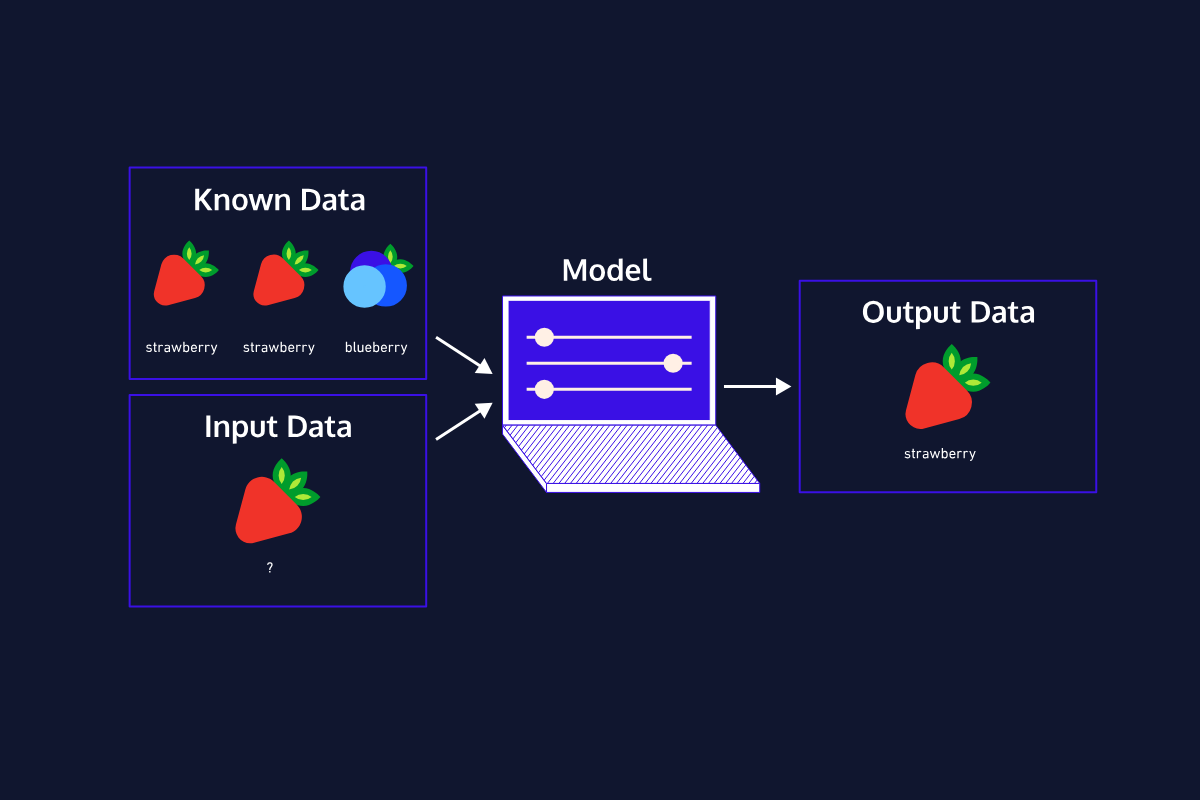 Known Data
strawberry strawberry blueberry
Input Data
?
Model
Output Data
strawberry